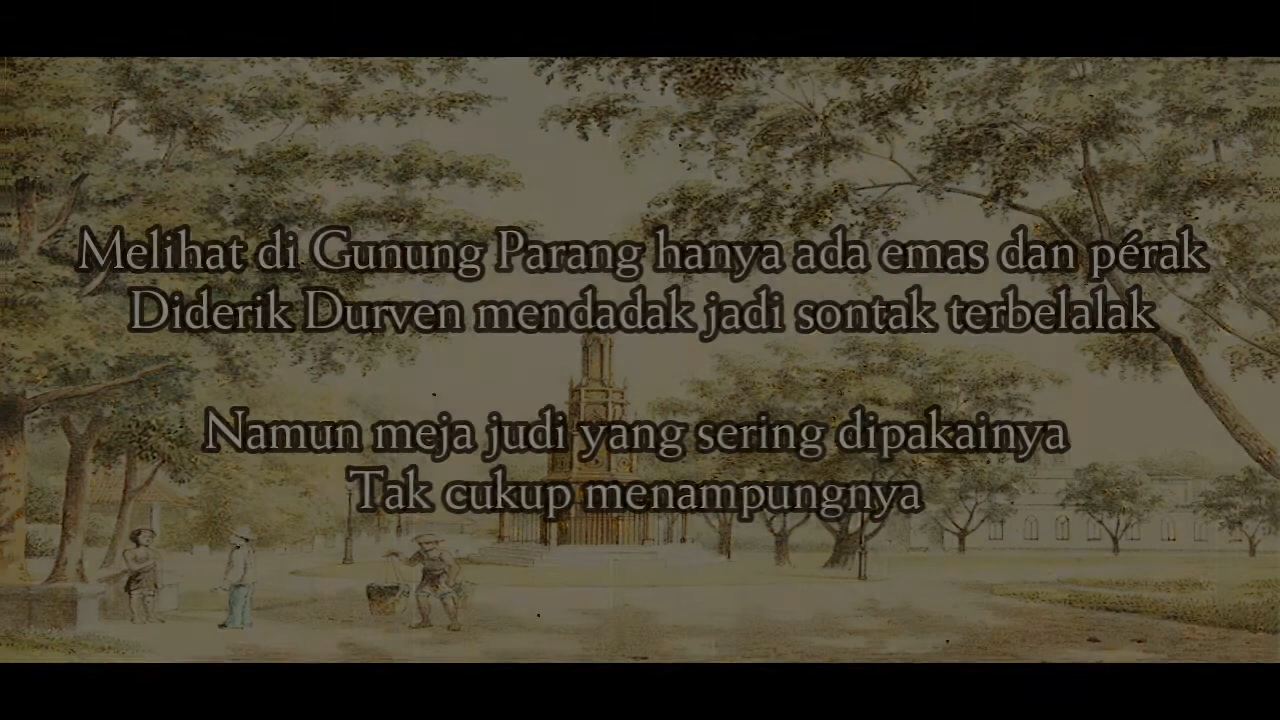 Melihat di Gunung Parang hanya ada emas dan pérak
Diderik Durven mendadak jadi sontak terbelalak
Namun meja judi yang sering dipakainya
Tak cukup menampungnya